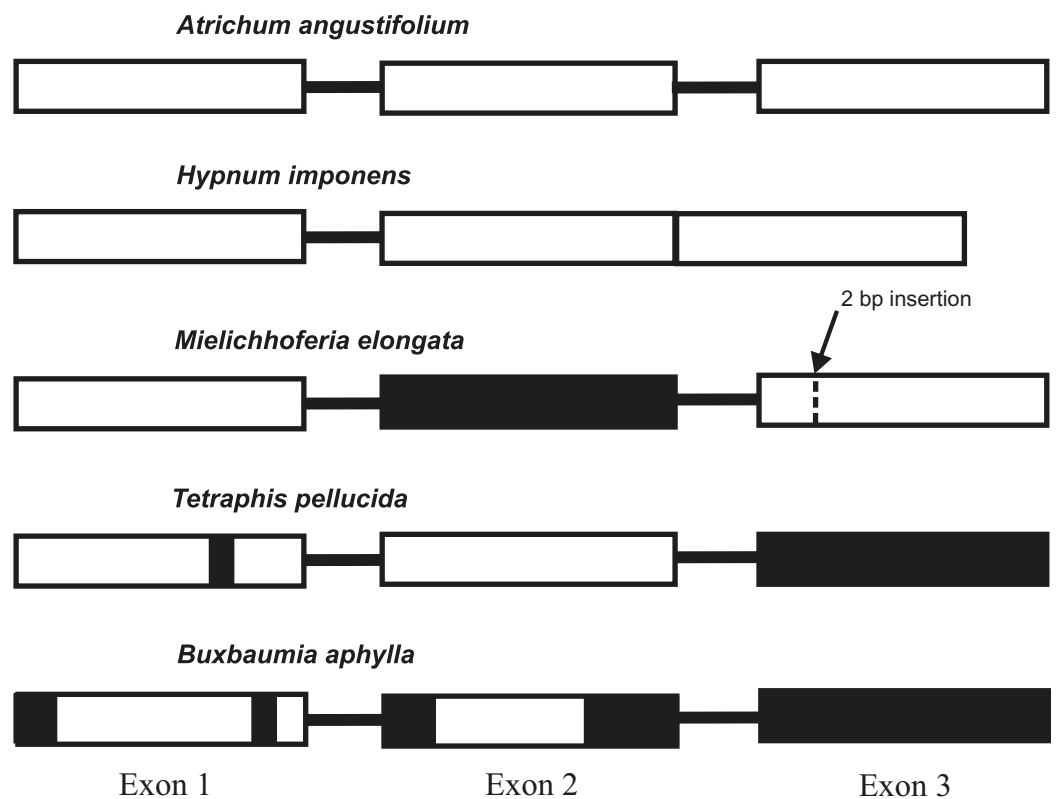 Atrichum angustifolium
Hypnum imponens
2 bp insertion
Mielichhoferia elongata
Tetraphis pellucida
Buxbaumia aphylla
Exon 1 Exon 2 Exon 3